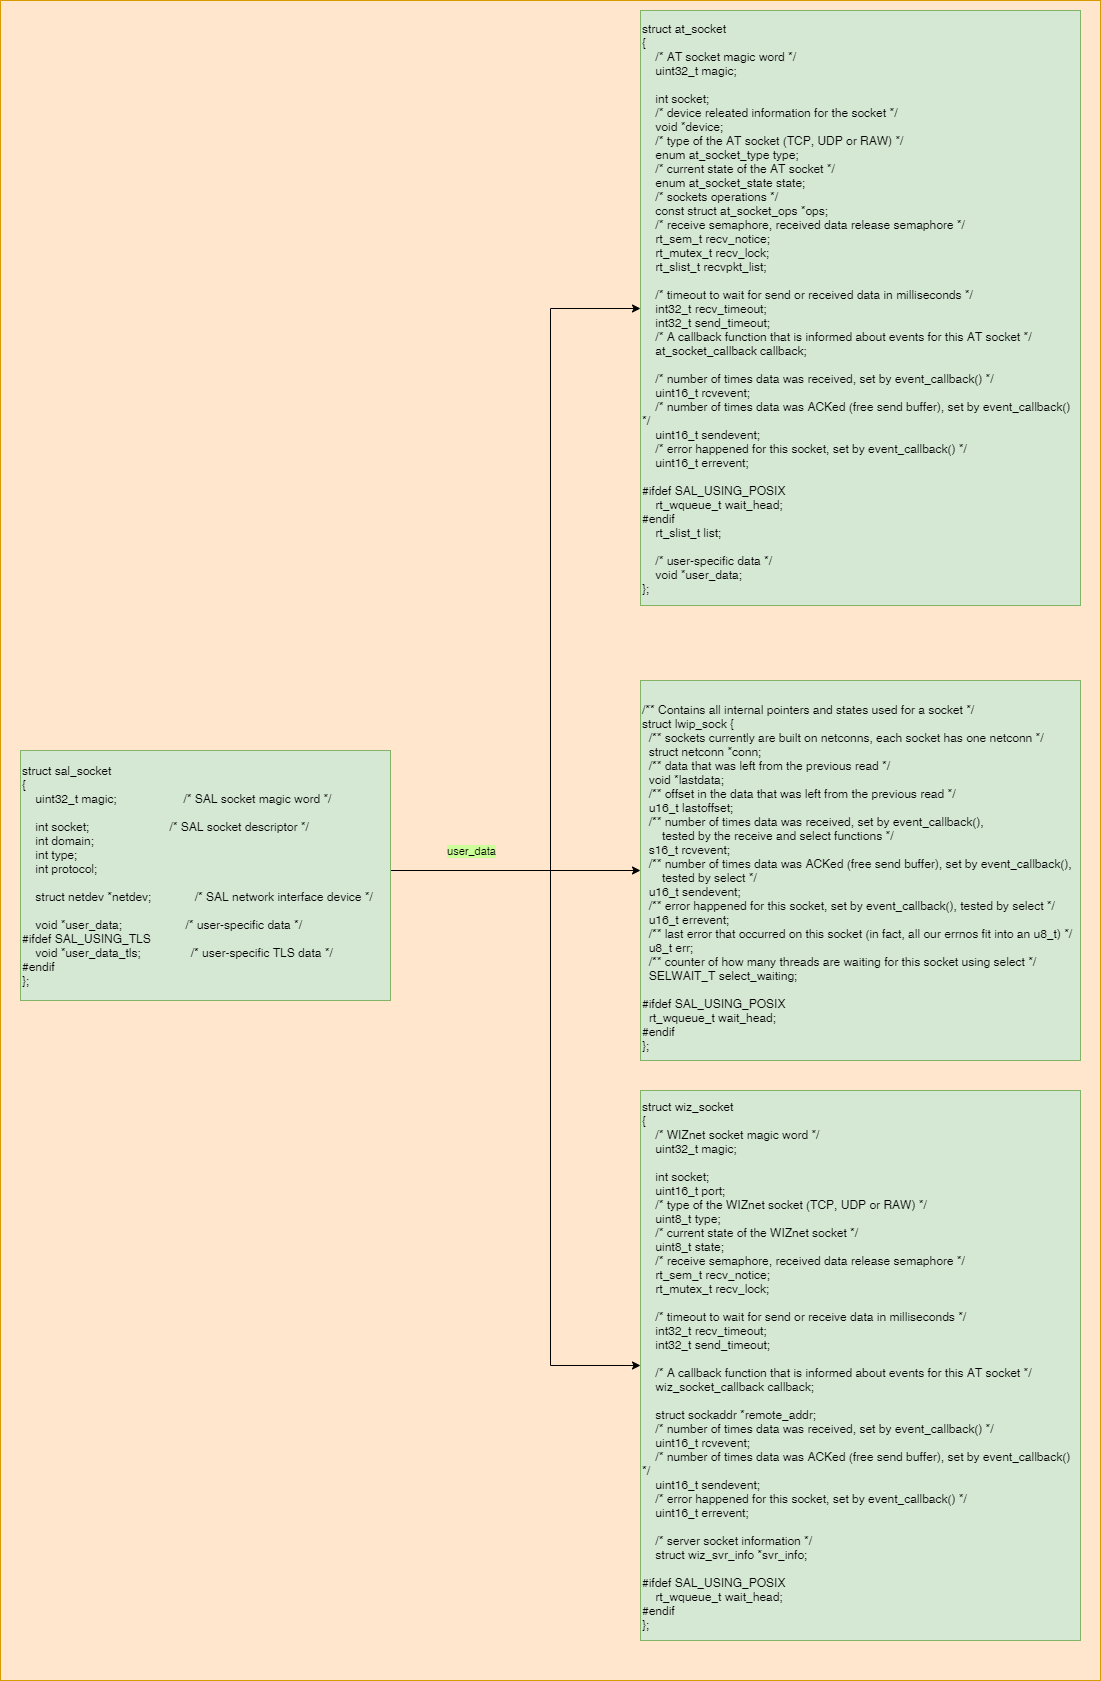 struct at_socket
{
/* AT socket magic word */
uint32_t magic;
int socket;
/* device releated information for the socket */
void *device;
/* type of the AT socket (TCP, UDP or RAW) */
enum at_socket_type type;
/* current state of the AT socket */
enum at_socket_state state;
/* sockets operations */
const struct at_socket_ops *ops;
/* receive semaphore, received data release semaphore */
rt_sem_t recv_notice;
rt_mutex_t recv_lock;
rt_slist_t recvpkt_list;
/* timeout to wait for send or received data in milliseconds */
int32_t recv_timeout;
int32_t send_timeout;
/* A callback function that is informed about events for this AT socket */
at_socket_callback callback;
/* number of times data was received, set by event_callback() */
uint16_t rcvevent;
/* number of times data was ACKed (free send buffer), set by event_callback()
*/
uint16_t sendevent;
/* error happened for this socket, set by event_callback() */
uint16_t errevent;
#ifdef SAL_USING_POSIX
rt_wqueue_t wait_head;
#endif
rt_slist_t list;
/* user-specific data */
void *user_data;
};
struct sal_socket
{
uint32_t magic; /* SAL socket magic word */
int socket; /* SAL socket descriptor */
int domain;
int type;
int protocol;
struct netdev *netdev; /* SAL network interface device */
void *user_data; /* user-specific data */
#ifdef SAL_USING_TLS
void *user_data_tls; /* user-specific TLS data */
#endif
};
user_data
/** Contains all internal pointers and states used for a socket */
struct lwip_sock {
/** sockets currently are built on netconns, each socket has one netconn */
struct netconn *conn;
/** data that was left from the previous read */
void *lastdata;
/** offset in the data that was left from the previous read */
u16_t lastoffset;
/** number of times data was received, set by event_callback(),
tested by the receive and select functions */
s16_t rcvevent;
/** number of times data was ACKed (free send buffer), set by event_callback(),
tested by select */
u16_t sendevent;
/** error happened for this socket, set by event_callback(), tested by select */
u16_t errevent;
/** last error that occurred on this socket (in fact, all our errnos fit into an u8_t) */
u8_t err;
/** counter of how many threads are waiting for this socket using select */
SELWAIT_T select_waiting;
#ifdef SAL_USING_POSIX
rt_wqueue_t wait_head;
#endif
};
struct wiz_socket
{
/* WIZnet socket magic word */
uint32_t magic;
int socket;
uint16_t port;
/* type of the WIZnet socket (TCP, UDP or RAW) */
uint8_t type;
/* current state of the WIZnet socket */
uint8_t state;
/* receive semaphore, received data release semaphore */
rt_sem_t recv_notice;
rt_mutex_t recv_lock;
/* timeout to wait for send or receive data in milliseconds */
int32_t recv_timeout;
int32_t send_timeout;
/* A callback function that is informed about events for this AT socket */
wiz_socket_callback callback;
struct sockaddr *remote_addr;
/* number of times data was received, set by event_callback() */
uint16_t rcvevent;
/* number of times data was ACKed (free send buffer), set by event_callback()
*/
uint16_t sendevent;
/* error happened for this socket, set by event_callback() */
uint16_t errevent;
/* server socket information */
struct wiz_svr_info *svr_info;
#ifdef SAL_USING_POSIX
rt_wqueue_t wait_head;
#endif
};